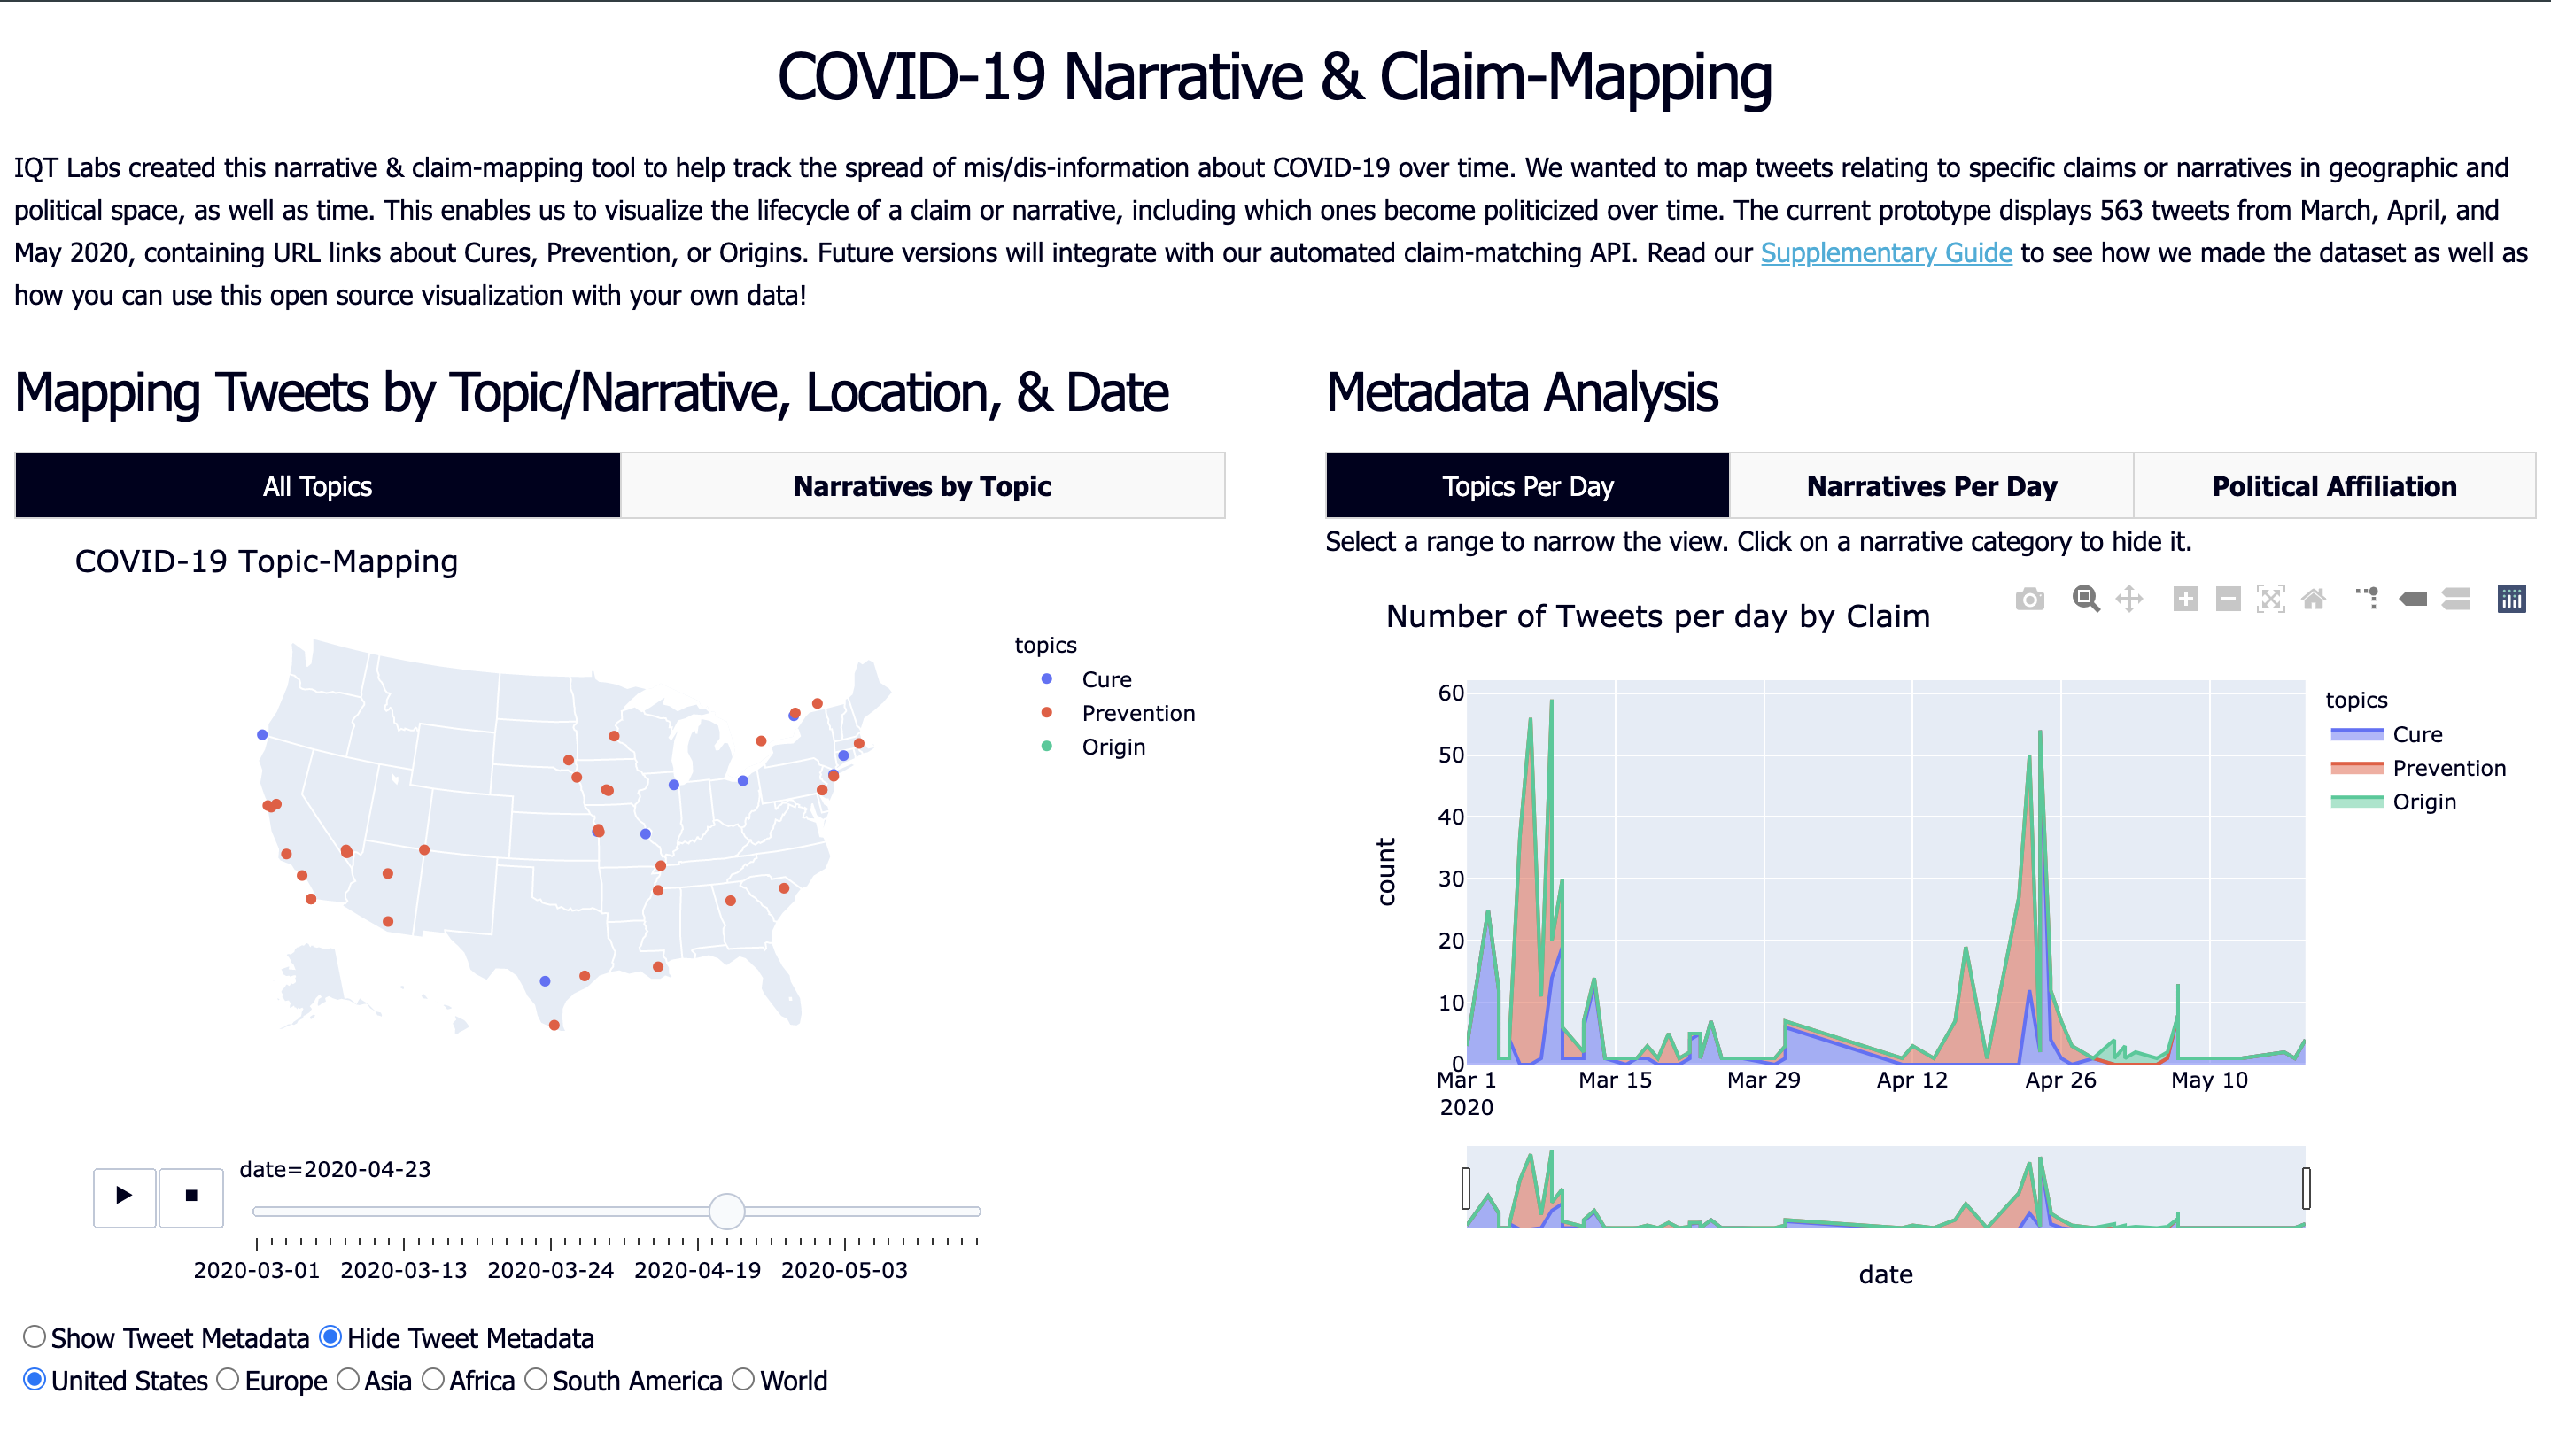 COVID-19 Narrative & Claim-Mapping
IQT Labs created this narrative & claim-mapping tool to help track the spread of mis/dis-information about COVID-19 over time. We wanted to map tweets relating to specific claims or narratives in geographic and
political space, as well as time. This enables us to visualize the lifecycle of a claim or narrative, including which ones become politicized over time. The current prototype displays 563 tweets from March, April, and
May 2020, containing URL links about Cures, Prevention, or Origins. Future versions will integrate with our automated claim-matching API. Read our Supplementary Guide to see how we made the dataset as well as
how you can use this open source visualization with your own data!
Mapping Tweets by Topic/Narrative, Location, & Date
All Topics
Narratives by Topic
COVID-19 Topic-Mapping
topics
Cure
Prevention
Origin
date=2020-04-23
2020-03-01 2020-03-13 2020-03-24 2020-04-19 2020-05-03
Show Tweet Metadata Hide Tweet Metadata
United States Europe Asia Africa South America World
Metadata Analysis
Topics Per Day
Narratives Per Day
Political Affiliation
Select a range to narrow the view. Click on a narrative category to hide it.
Number of Tweets per day by Claim
60
50
40
30
20
10
0
count
Mar 1 Mar 15 Mar 29 Apr 12 Apr 26 May 10
2020
topics
Cure
Prevention
Origin
date